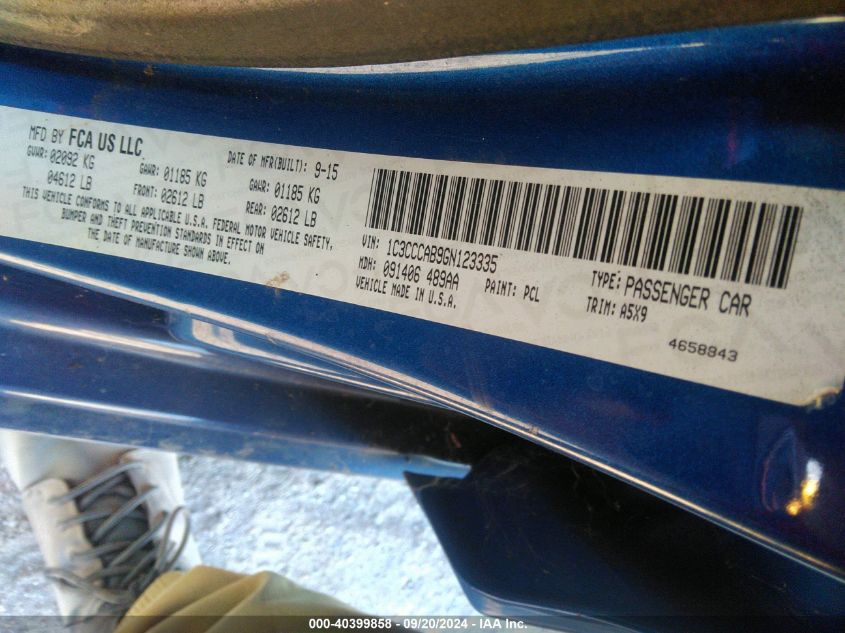 MFD BY FCA US LLC
DATE OF MFR(BUILT): 9-15
GVWR: 02092 KG
04612 LB
GAWR: 01185 KG
FRONT: 02612 LB
GAWR: 01185 KG
REAR: 02612 LB
THIS VEHICLE CONFORMS TO ALL APPLICABLE U.S.A. FEDERAL MOTOR VEHICLE SAFETY,
BUMPER AND THEFT PREVENTION STANDARDS IN EFFECT ON
THE DATE OF MANUFACTURE SHOWN ABOVE.
VIN: 1C3CCCAB9GN123335
TYPE: PASSENGER CAR
MDH: 091406 489AA
PAINT: PCL
TRIM: A5X9
VEHICLE MADE IN U.S.A.
4658843
000-40399858 - 09/20/2024 - IAA Inc.